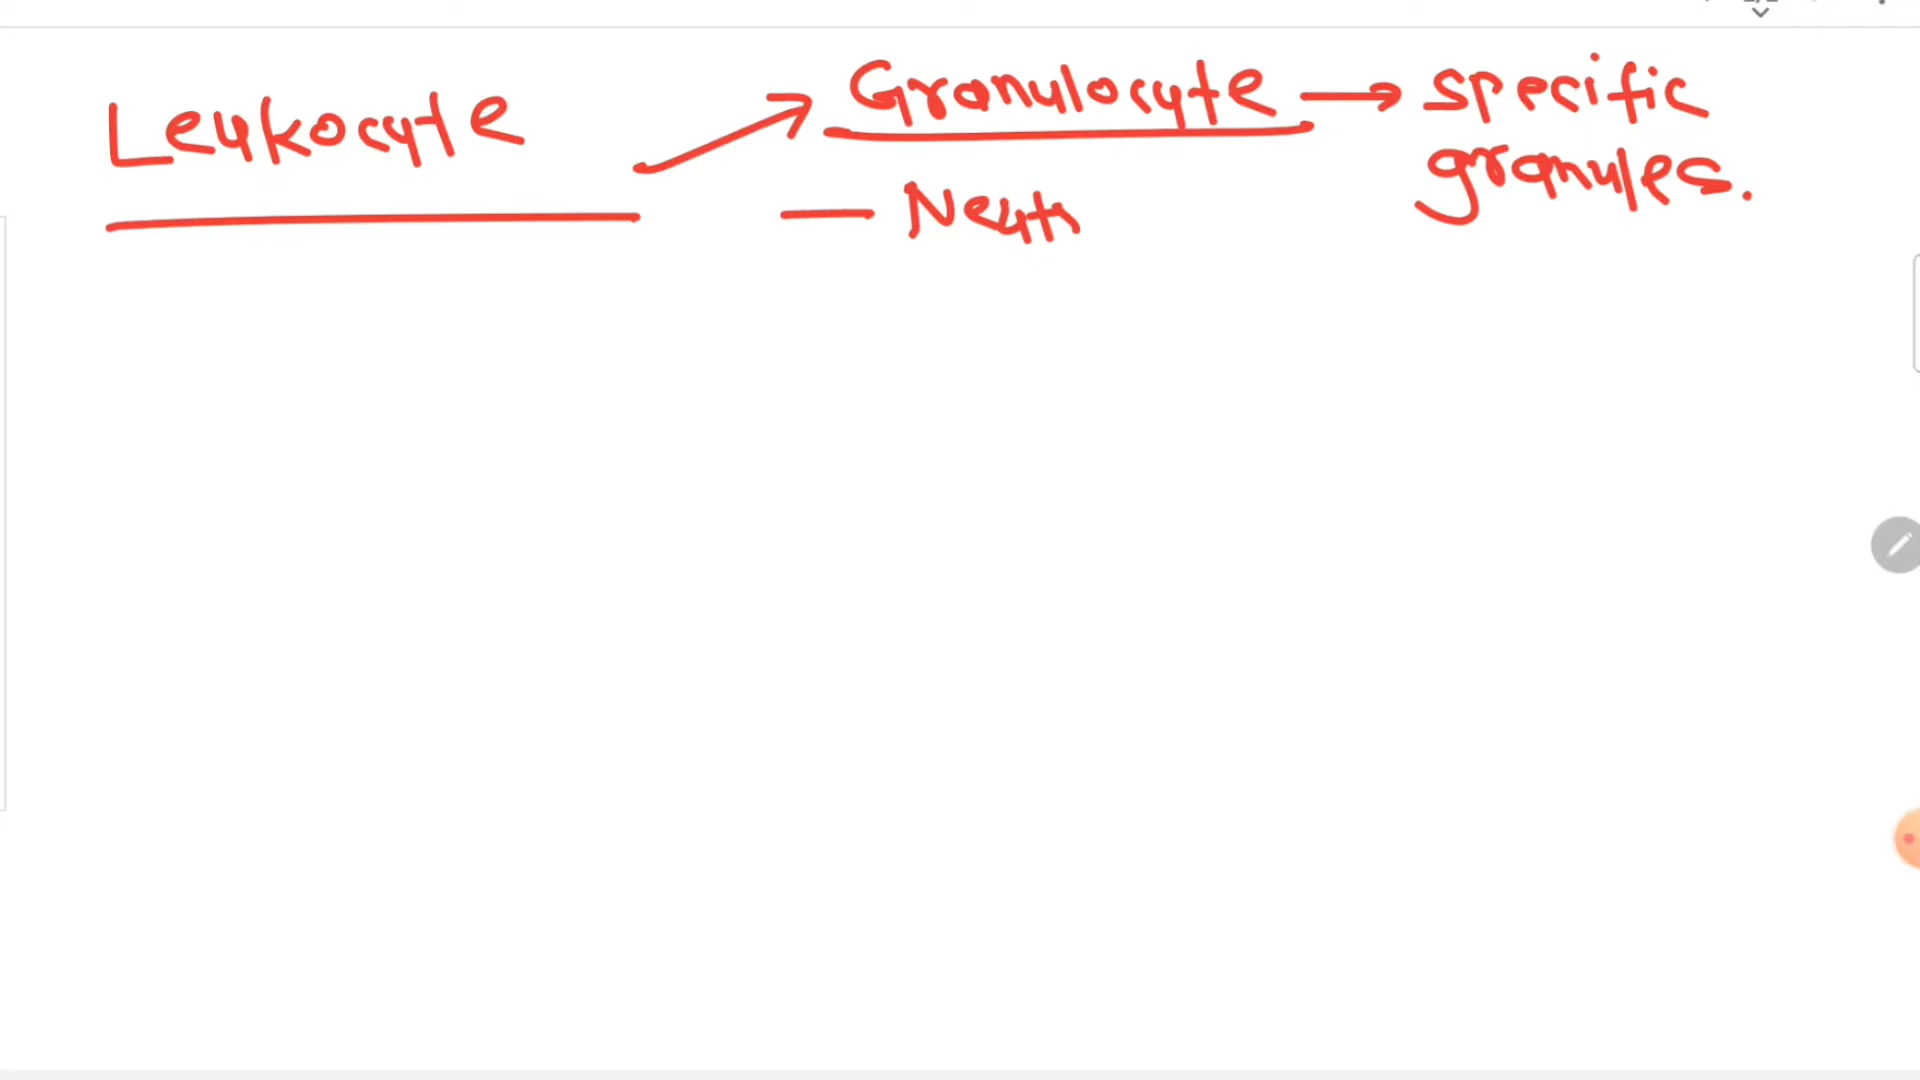 Leukocyte
Granulocyte → specific
granules.
— Neutr